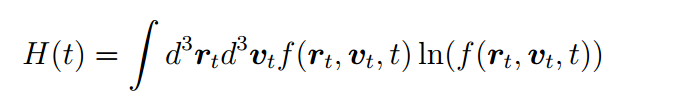 H(t) = ∫ d³r_t d³v_t f(r_t, v_t, t) ln(f(r_t, v_t, t))